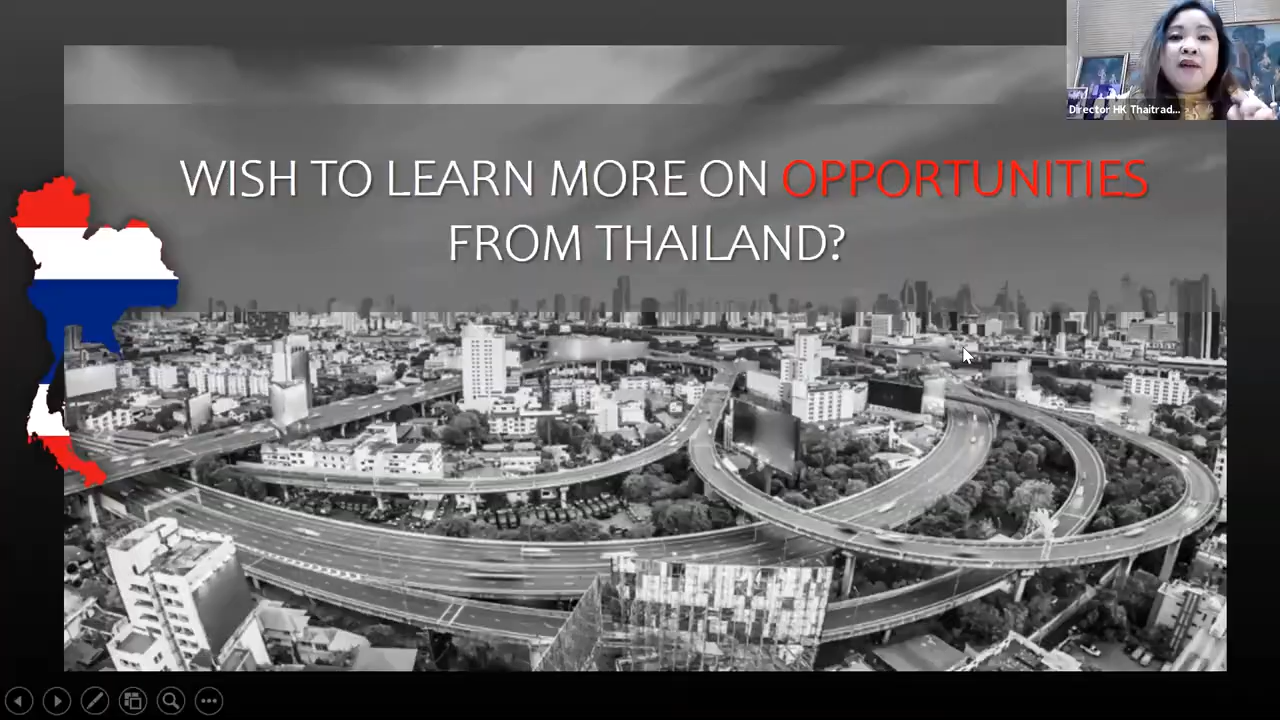 Director HK Thaitrad...
WISH TO LEARN MORE ON OPPORTUNITIES
FROM THAILAND?